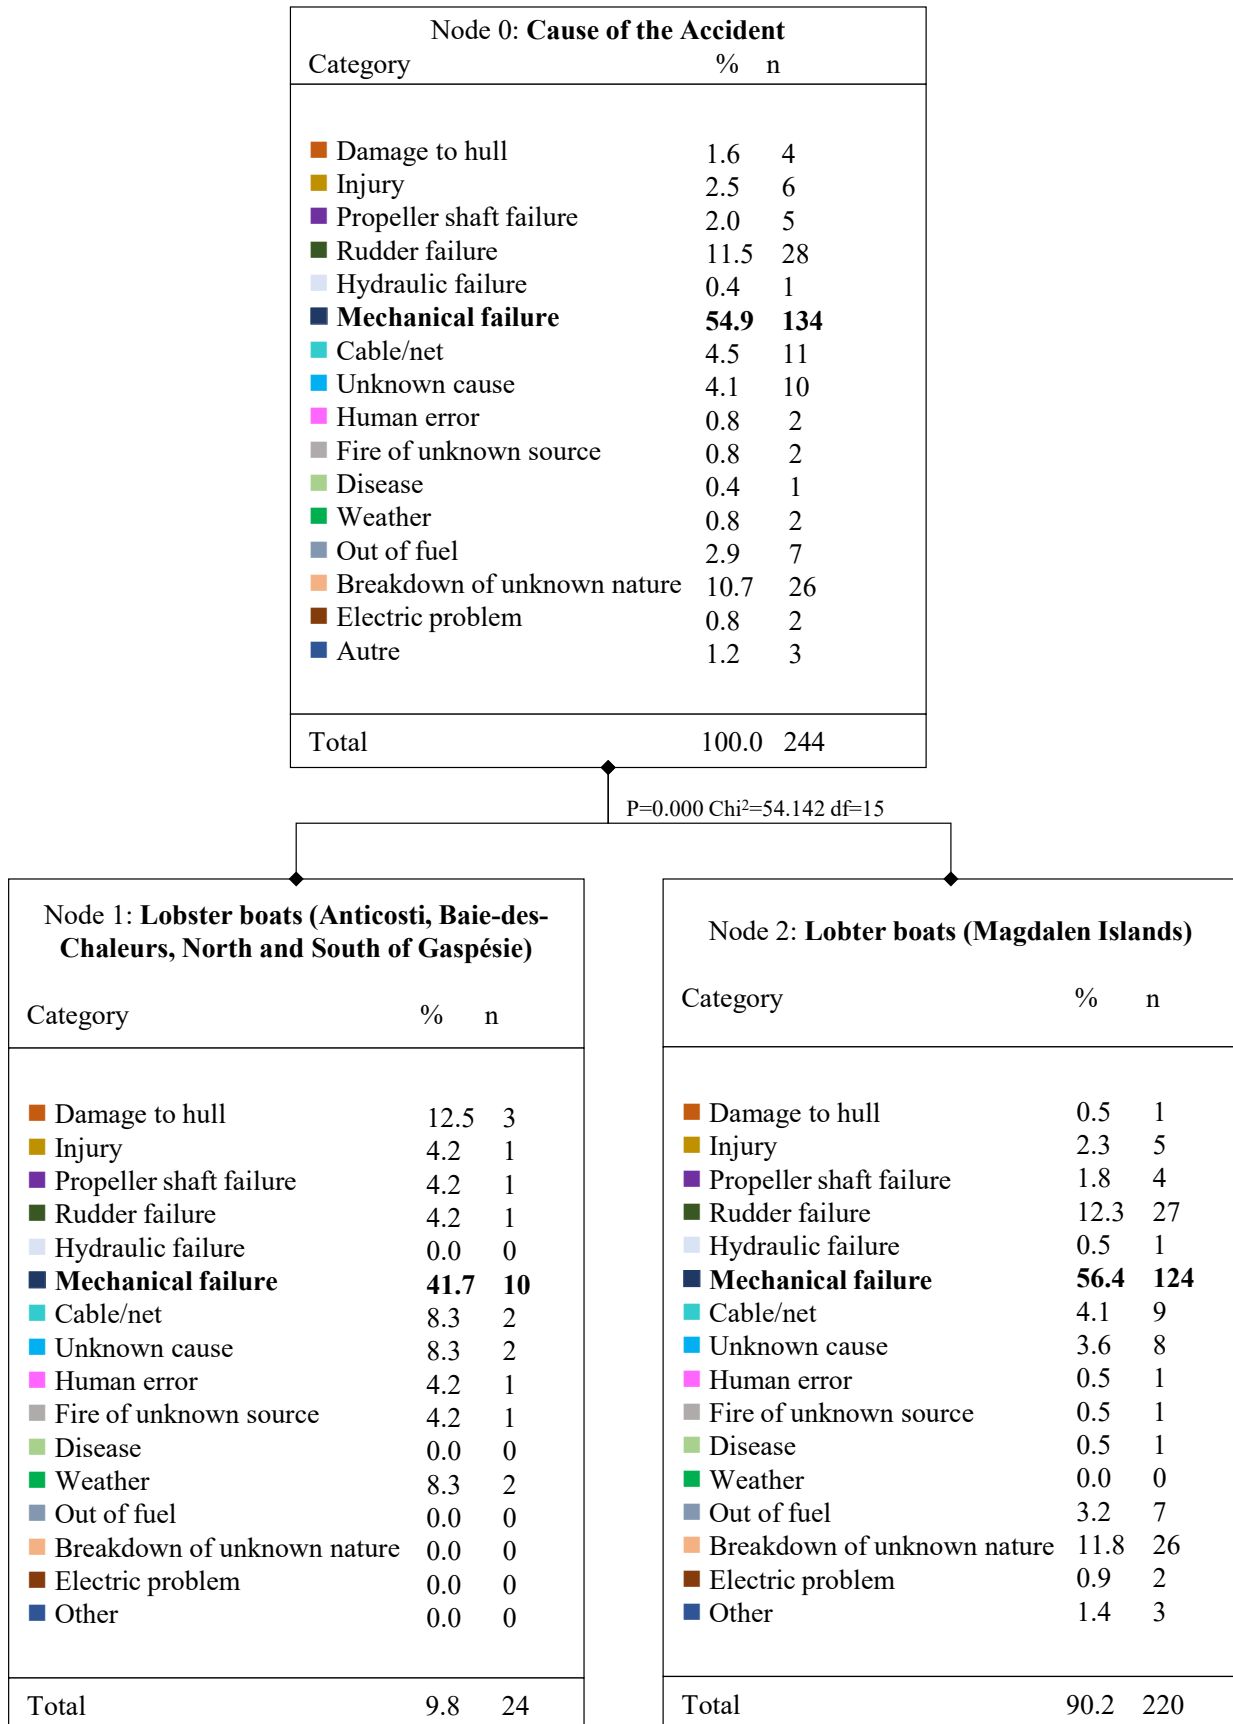 Node 0: Cause of the Accident
Category % n
Damage to hull 1.6 4
Injury 2.5 6
Propeller shaft failure 2.0 5
Rudder failure 11.5 28
Hydraulic failure 0.4 1
Mechanical failure 54.9 134
Cable/net 4.5 11
Unknown cause 4.1 10
Human error 0.8 2
Fire of unknown source 0.8 2
Disease 0.4 1
Weather 0.8 2
Out of fuel 2.9 7
Breakdown of unknown nature 10.7 26
Electric problem 0.8 2
Autre 1.2 3
Total 100.0 244
P=0.000 Chi²=54.142 df=15
Node 1: Lobster boats (Anticosti, Baie-des-
Chaleurs, North and South of Gaspésie)
Category % n
Damage to hull 12.5 3
Injury 4.2 1
Propeller shaft failure 4.2 1
Rudder failure 4.2 1
Hydraulic failure 0.0 0
Mechanical failure 41.7 10
Cable/net 8.3 2
Unknown cause 8.3 2
Human error 4.2 1
Fire of unknown source 4.2 1
Disease 0.0 0
Weather 8.3 2
Out of fuel 0.0 0
Breakdown of unknown nature 0.0 0
Electric problem 0.0 0
Other 0.0 0
Total 9.8 24
Node 2: Lobter boats (Magdalen Islands)
Category % n
Damage to hull 0.5 1
Injury 2.3 5
Propeller shaft failure 1.8 4
Rudder failure 12.3 27
Hydraulic failure 0.5 1
Mechanical failure 56.4 124
Cable/net 4.1 9
Unknown cause 3.6 8
Human error 0.5 1
Fire of unknown source 0.5 1
Disease 0.5 1
Weather 0.0 0
Out of fuel 3.2 7
Breakdown of unknown nature 11.8 26
Electric problem 0.9 2
Other 1.4 3
Total 90.2 220